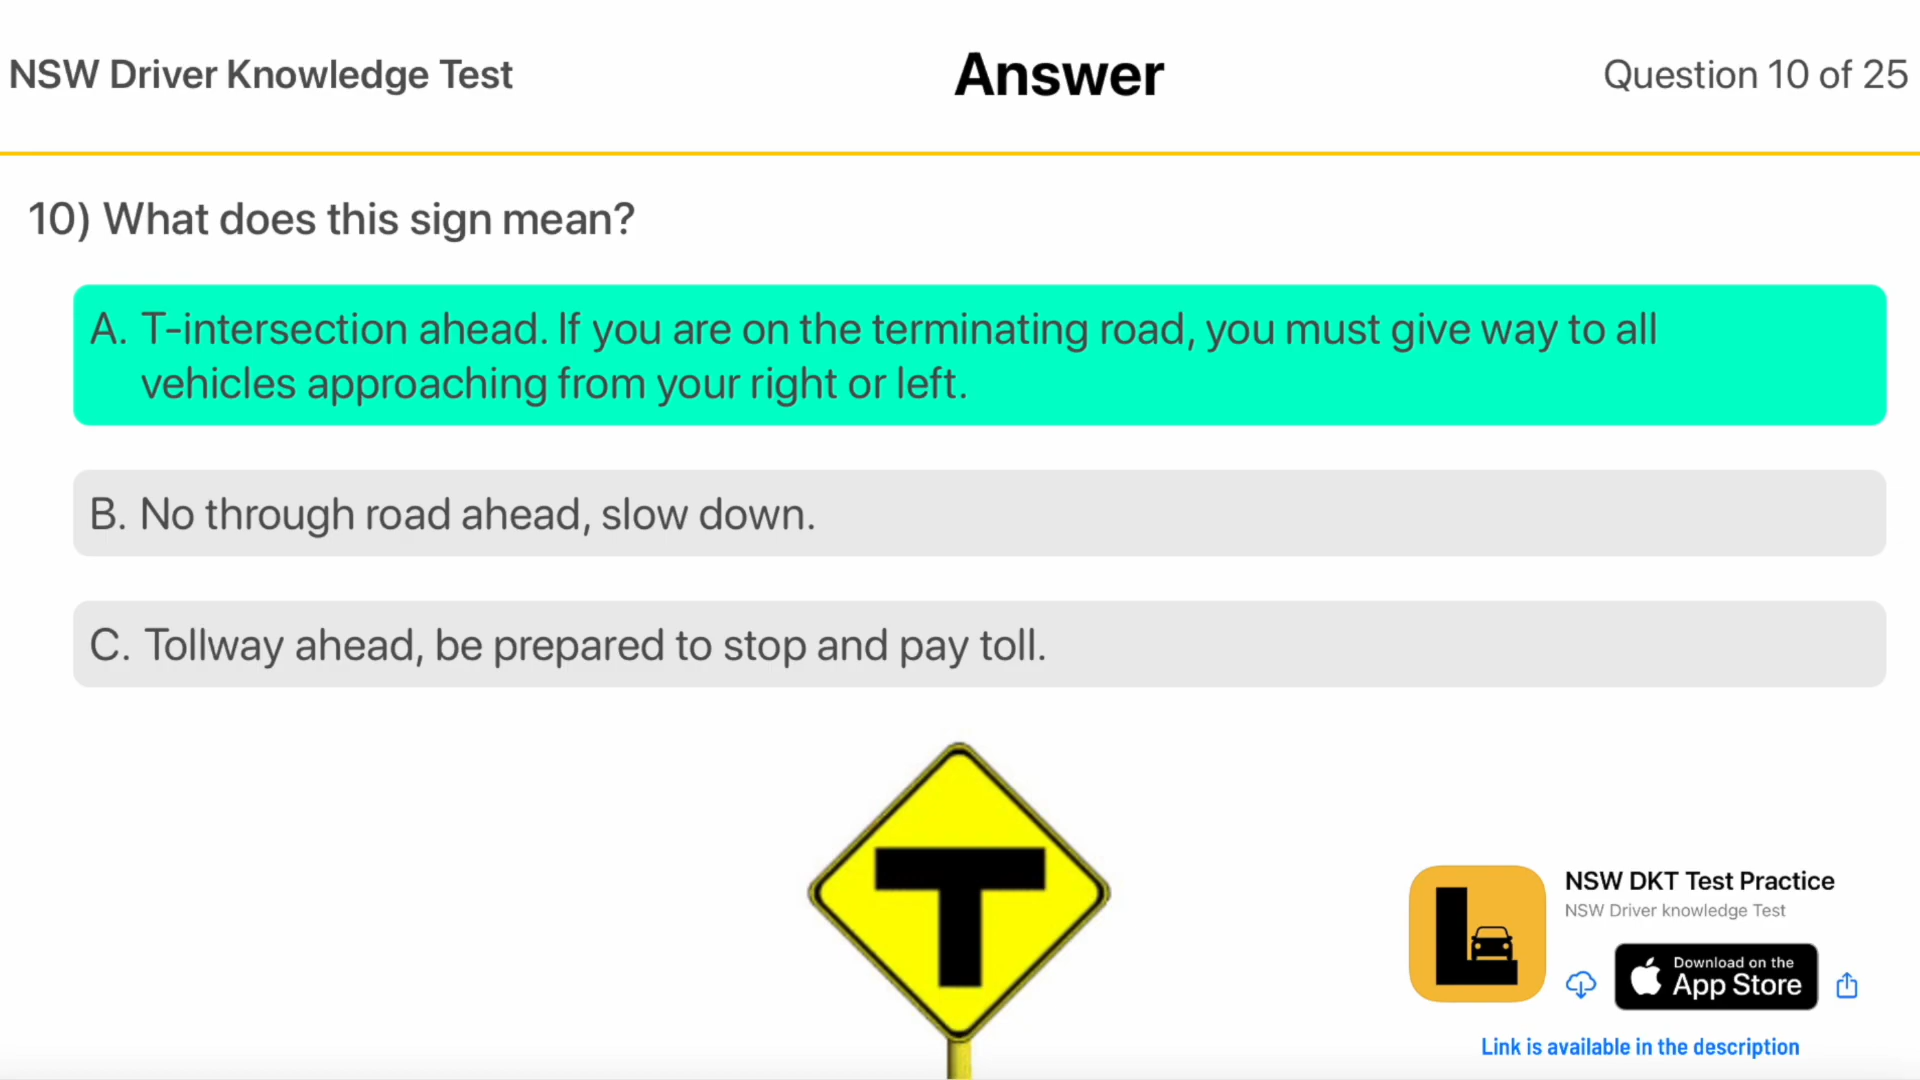 NSW Driver Knowledge Test
Answer
Question 10 of 25
10) What does this sign mean?
A. T-intersection ahead. If you are on the terminating road, you must give way to all
vehicles approaching from your right or left.
B. No through road ahead, slow down.
C. Tollway ahead, be prepared to stop and pay toll.
T
L
NSW DKT Test Practice
NSW Driver knowledge Test
Download on the
App Store
Link is available in the description